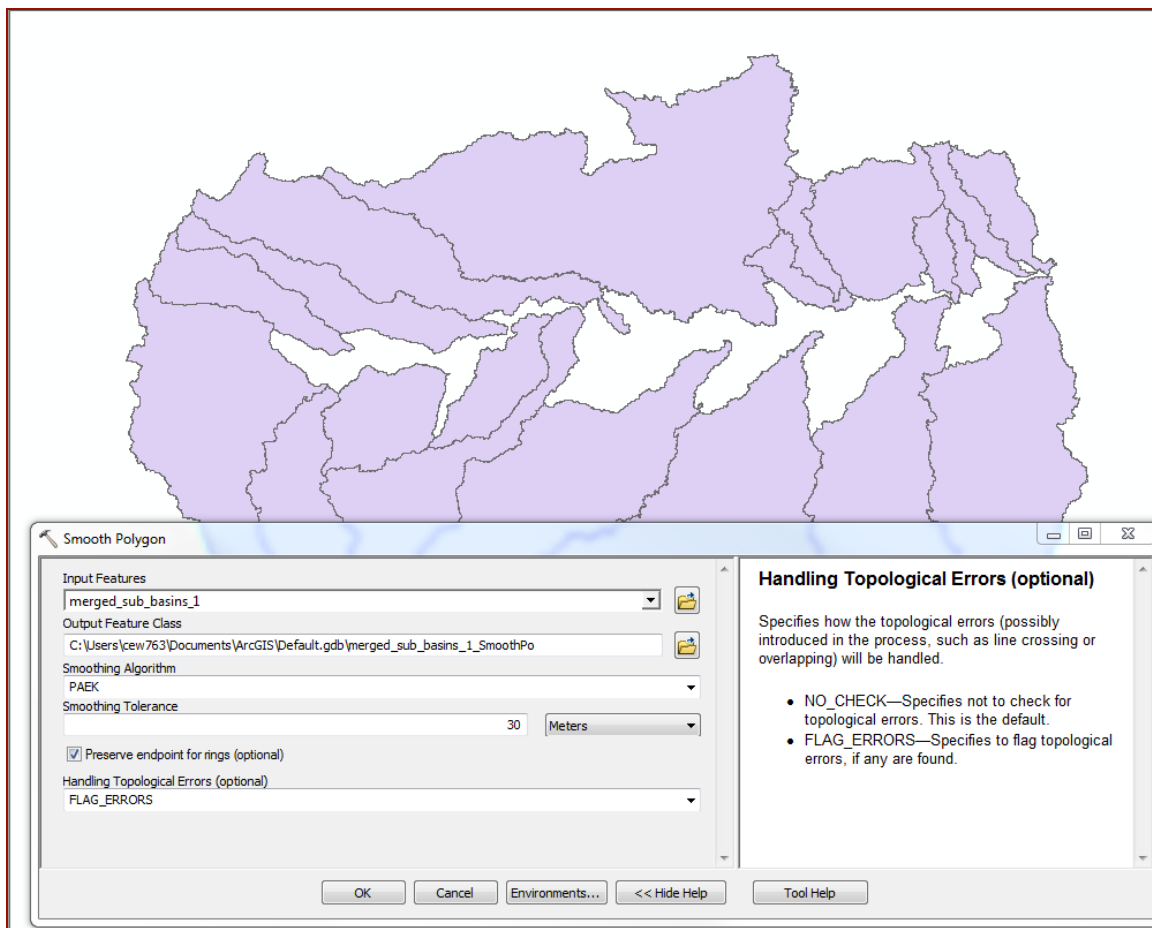 Smooth Polygon
Input Features
merged_sub_basins_1
Output Feature Class
C:\Users\cew763\Documents\ArcGIS\Default.gdb\merged_sub_basins_1_SmoothPo
Smoothing Algorithm
PAEK
Smoothing Tolerance
30 Meters
Preserve endpoint for rings (optional)
Handling Topological Errors (optional)
FLAG_ERRORS
Handling Topological Errors (optional)
Specifies how the topological errors (possibly
introduced in the process, such as line crossing or
overlapping) will be handled.
• NO_CHECK—Specifies not to check for
topological errors. This is the default.
• FLAG_ERRORS—Specifies to flag topological
errors, if any are found.
OK Cancel Environments... << Hide Help Tool Help